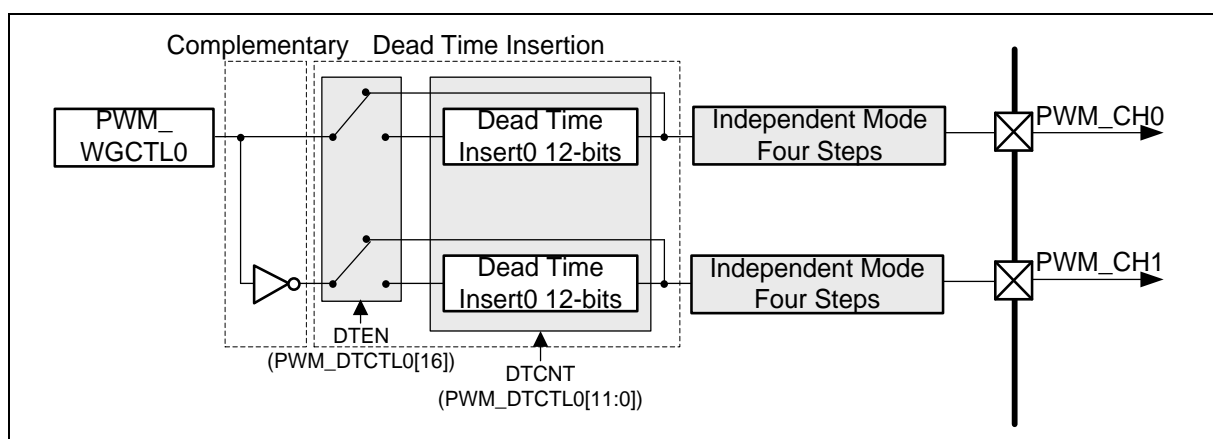 Complementary
Dead Time Insertion
PWM_
WGCTL0
Dead Time
Insert0 12-bits
Independent Mode
Four Steps
PWM_CH0
Dead Time
Insert0 12-bits
Independent Mode
Four Steps
PWM_CH1
DTEN
(PWM_DTCTL0[16])
DTCNT
(PWM_DTCTL0[11:0])